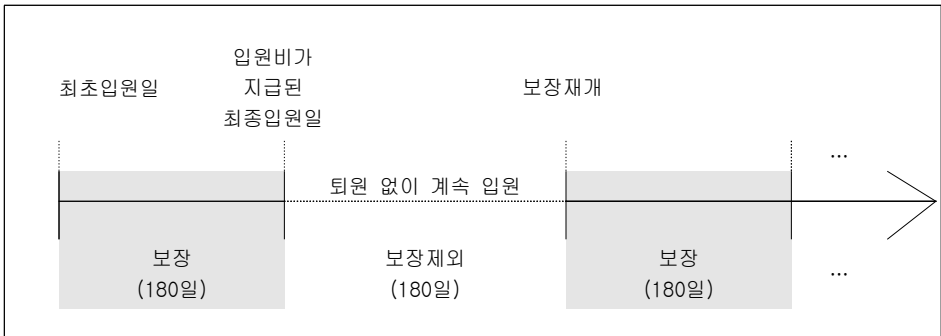 최초입원일
입원비가
지급된
최종입원일
보장재개
...
퇴원 없이 계속 입원
보장
(180일)
보장제외
(180일)
보장
(180일)
...